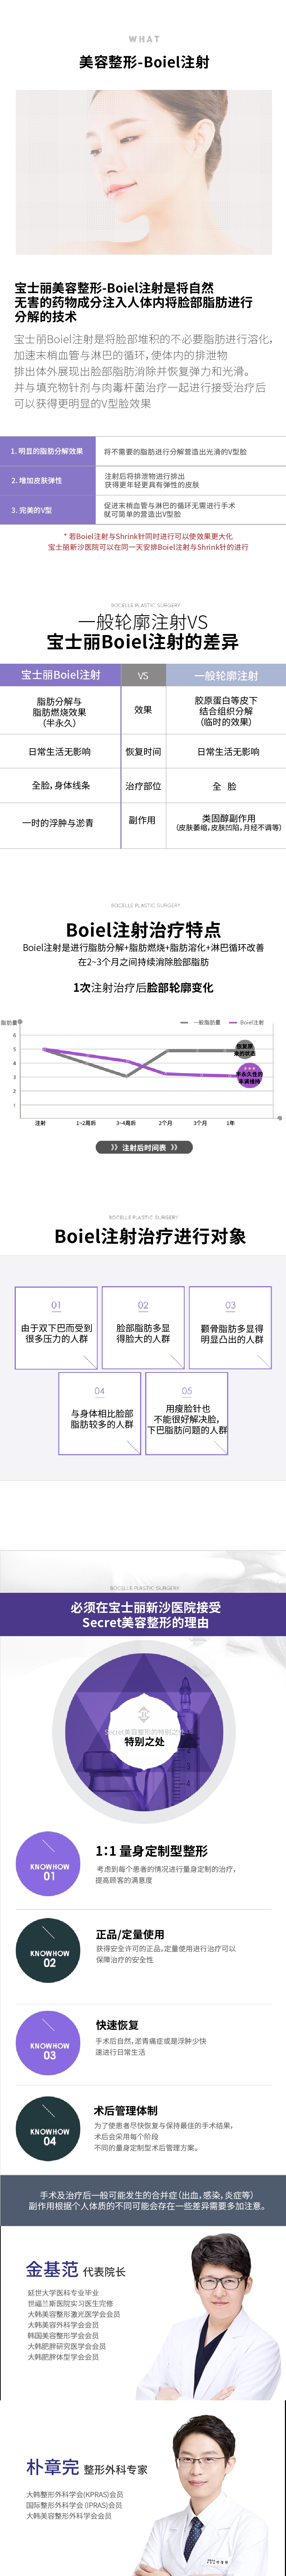 WHAT
美容整形-Boiel注射
宝士丽美容整形-Boiel注射是将自然
无害的药物成分注入人体内将脸部脂肪进行
分解的技术
宝士丽Boiel注射是将脸部堆积的不必要脂肪进行溶化,
加速末梢血管与淋巴的循环,使体内的排泄物
排出体外展现出脸部脂肪消除并恢复弹力和光滑。
并与填充物针剂与肉毒杆菌治疗一起进行接受治疗后
可以获得更明显的V型脸效果
1. 明显的脂肪分解效果
将不需要的脂肪进行分解营造出光滑的V型脸
2. 增加皮肤弹性
注射后将排泄物进行排出
获得更年轻更具有弹性的皮肤
3. 完美的V型
促进末梢血管与淋巴的循环无需进行手术
就可简单的营造出V型脸
* 若Boiel注射与Shrink针同时进行可以使效果更大化
宝士丽新沙医院可以在同一天安排Boiel注射与Shrink针的进行
BOCELLE PLASTIC SURGERY
一般轮廓注射VS
宝士丽Boiel注射的差异
宝士丽Boiel注射
VS
一般轮廓注射
脂肪分解与
脂肪燃烧效果
(半永久)
效果
胶原蛋白等皮下
结合组织分解
(临时的效果)
日常生活无影响
恢复时间
日常生活无影响
全脸,身体线条
治疗部位
全 脸
一时的浮肿与淤青
副作用
类固醇副作用
(皮肤萎缩,皮肤凹陷,月经不调等)
BOCELLE PLASTIC SURGERY
Boiel注射治疗特点
Boiel注射是进行脂肪分解+脂肪燃烧+脂肪溶化+淋巴循环改善
在2~3个月之间持续消除脸部脂肪
1次注射治疗后脸部轮廓变化
脂肪量
一般脂肪量
Boiel注射
6
5
4
3
2
1
恢复原
来的状态
半永久性的
来满维持
注射
1~2周后
3~4周后
2个月
3个月
1年
》》 注射后时间表 》》
BOCELLE PLASTIC SURGERY
Boiel注射治疗进行对象
01
由于双下巴而受到
很多压力的人群
02
脸部脂肪多显
得脸大的人群
03
颧骨脂肪多显得
明显凸出的人群
04
与身体相比脸部
脂肪较多的人群
05
用瘦脸针也
不能很好解决脸,
下巴脂肪问题的人群
BOCELLE PLASTIC SURGERY
必须在宝士丽新沙医院接受
Secret美容整形的理由
Secret美容整形的特别之处
特别之处
KNOWHOW
01
1:1 量身定制型整形
考虑到每个患者的情况进行量身定制的治疗,
提高顾客的满意度
KNOWHOW
02
正品/定量使用
获得安全许可的正品,定量使用进行治疗可以
保障治疗的安全性
KNOWHOW
03
快速恢复
手术后自然,淤青痛症或是浮肿少快
速进行日常生活
KNOWHOW
04
术后管理体制
为了使患者尽快恢复与保持最佳的手术结果,
术后会采用每个阶段
不同的量身定制型术后管理方案。
手术及治疗后一般可能发生的合并症(出血,感染,炎症等)
副作用根据个人体质的不同可能会存在一些差异需要多加注意。
金基范 代表院长
延世大学医科专业毕业
世福兰斯医院实习医生完修
大韩美容整形激光医学会会员
大韩美容外科学会会员
韩国美容整形学会会员
大韩肥胖研究医学会会员
大韩肥胖体型学会会员
朴章完 整形外科专家
大韩整形外科学会(KPRAS)会员
国际整形外科学会 (IPRAS)会员
大韩美容整形外科学会会员